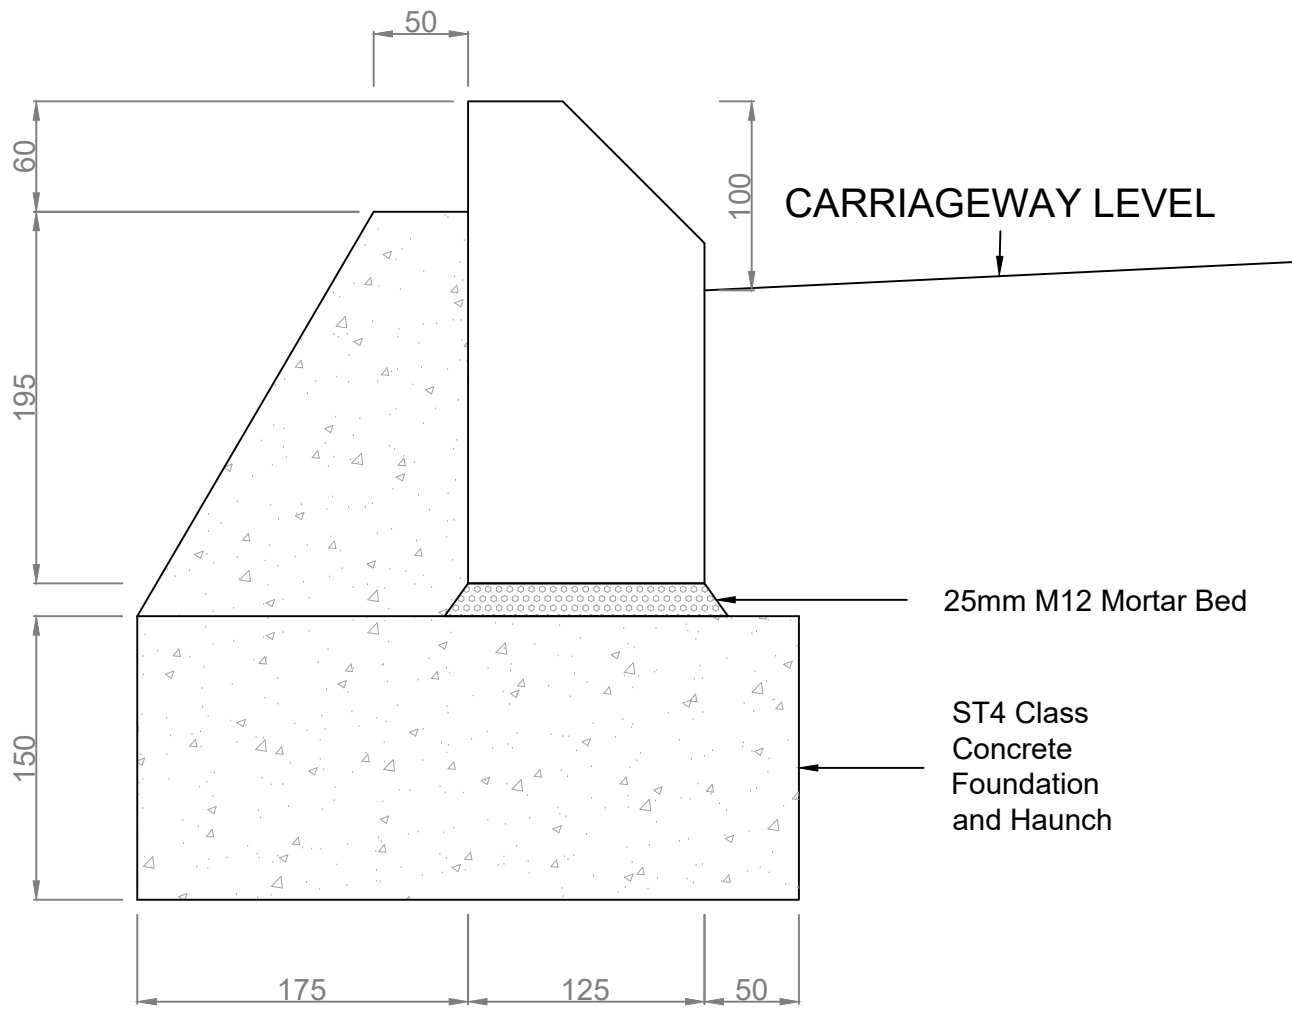 50
60
100
CARRIAGEWAY LEVEL
195
25mm M12 Mortar Bed
ST4 Class
Concrete
Foundation
and Haunch
150
175
125
50